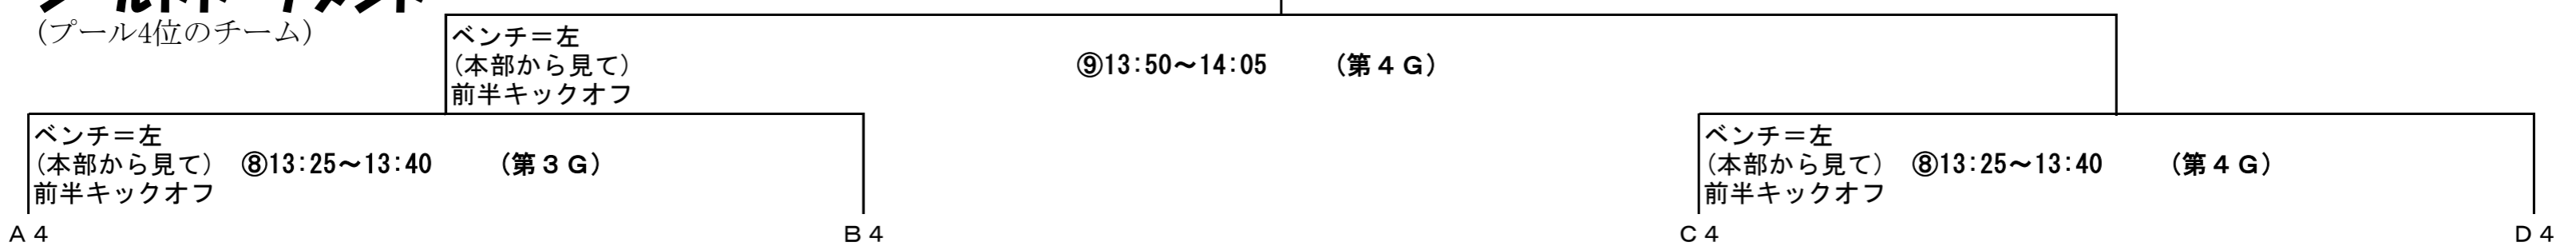 (プール4位のチーム)
ベンチ＝左
(本部から見て)
前半キックオフ
⑨13:50～14:05 (第４Ｇ)
ベンチ＝左
(本部から見て) ⑧13:25～13:40 (第３Ｇ)
前半キックオフ
ベンチ＝左
(本部から見て) ⑧13:25～13:40 (第４Ｇ)
前半キックオフ
Ａ４ Ｂ４ Ｃ４ Ｄ４